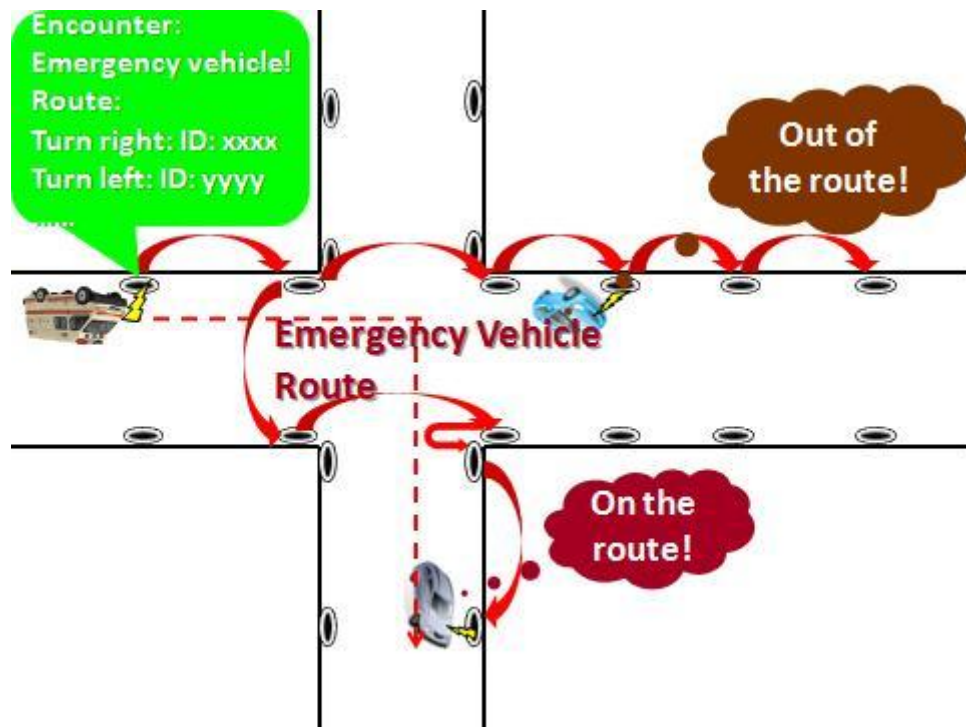 Encounter:
Emergency vehicle!
Route:
Turn right: ID: xxxx
Turn left: ID: yyyy
......
Out of
the route!
Emergency Vehicle
Route
On the
route!